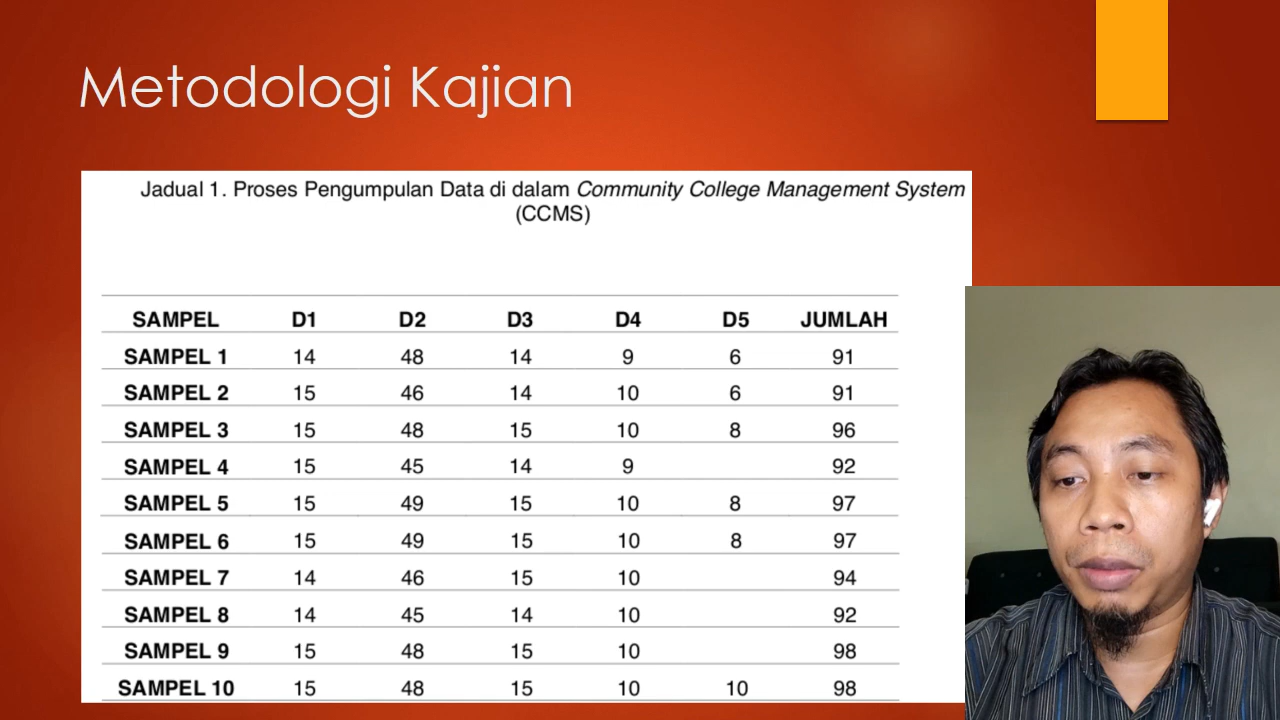 Metodologi Kajian
Jadual 1. Proses Pengumpulan Data di dalam Community College Management System
(CCMS)
SAMPEL D1 D2 D3 D4 D5 JUMLAH
SAMPEL 1 14 48 14 9 6 91
SAMPEL 2 15 46 14 10 6 91
SAMPEL 3 15 48 15 10 8 96
SAMPEL 4 15 45 14 9 92
SAMPEL 5 15 49 15 10 8 97
SAMPEL 6 15 49 15 10 8 97
SAMPEL 7 14 46 15 10 94
SAMPEL 8 14 45 14 10 92
SAMPEL 9 15 48 15 10 98
SAMPEL 10 15 48 15 10 10 98